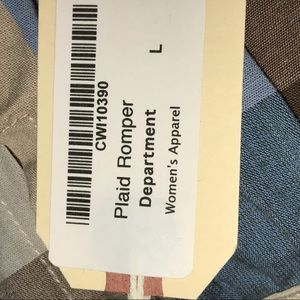 CWI10390
Plaid Romper
Department L
Women's Apparel